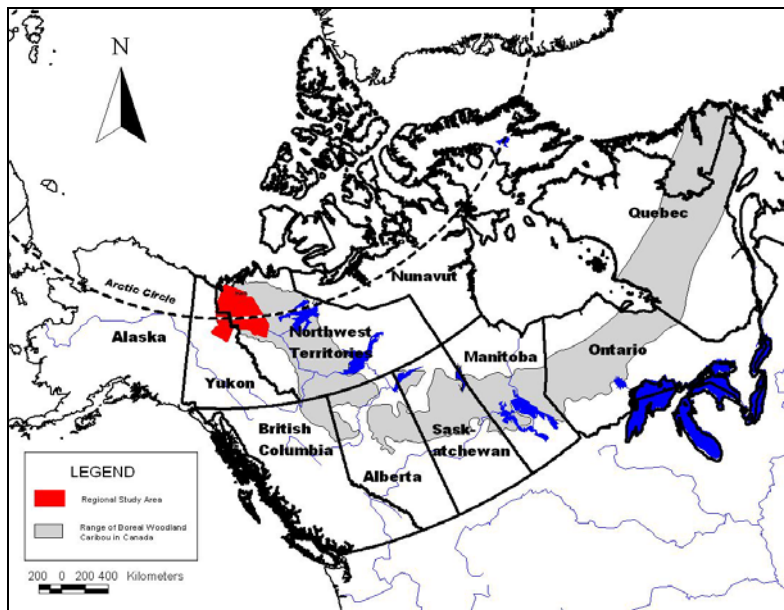 N
Quebec
Arctic Circle
Nunavut
Alaska
Northwest
Territories
Manitoba
Ontario
Yukon
British
Columbia
Sask-
atchewan
Alberta
LEGEND
Regional Study Area
Range of Boreal Woodland
Caribou in Canada
200 0 200 400 Kilometers